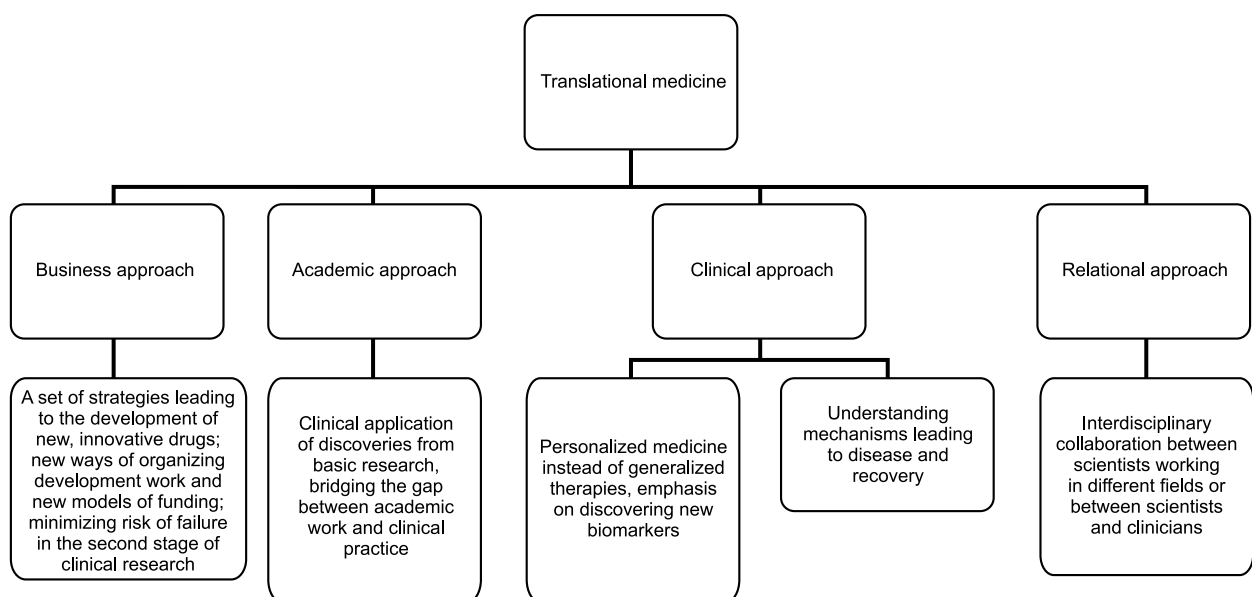 Translational medicine
Business approach
Academic approach
Clinical approach
Relational approach
A set of strategies leading
to the development of
new, innovative drugs;
new ways of organizing
development work and
new models of funding;
minimizing risk of failure
in the second stage of
clinical research
Clinical application
of discoveries from
basic research,
bridging the gap
between academic
work and clinical
practice
Personalized medicine
instead of generalized
therapies, emphasis
on discovering new
biomarkers
Understanding
mechanisms leading
to disease and
recovery
Interdisciplinary
collaboration between
scientists working
in different fields or
between scientists
and clinicians